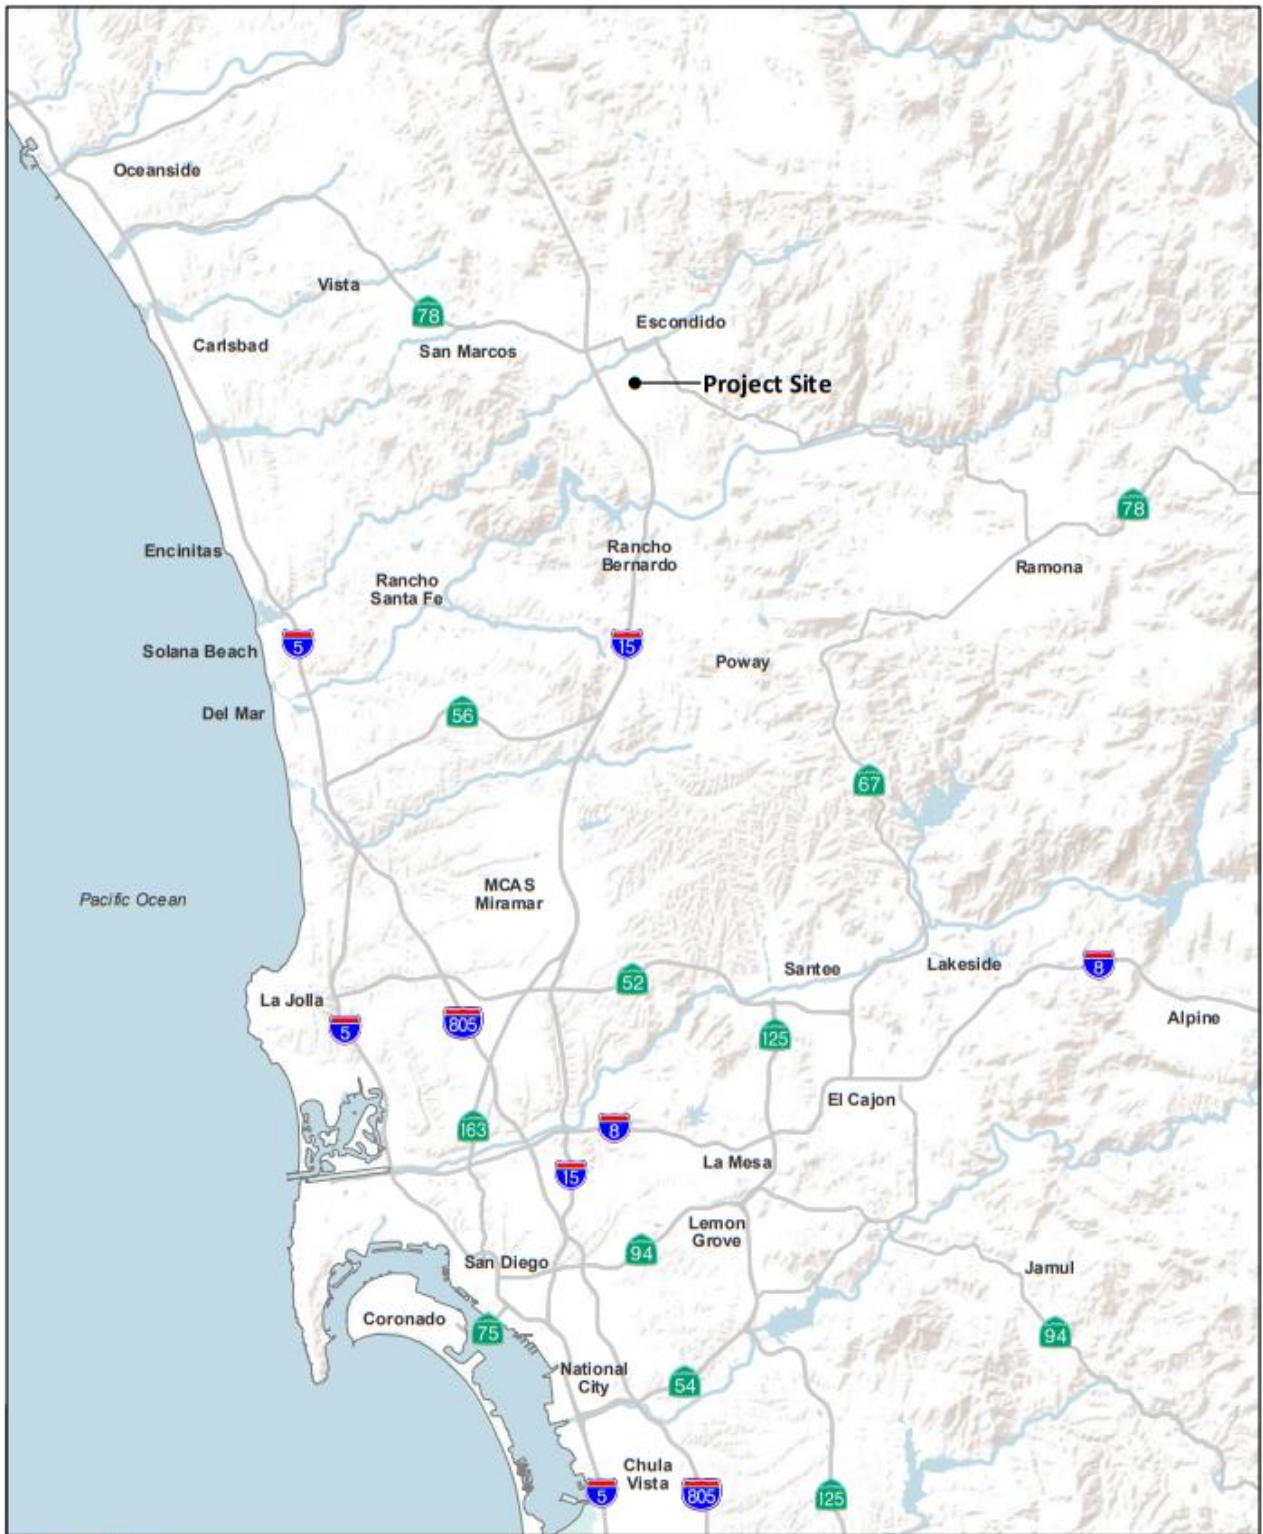 Oceanside
Vista
78
Escondido
Carlsbad
San Marcos
Project Site
78
Encinitas
Rancho
Bernardo
Ramona
Rancho
Santa Fe
Solana Beach
5
15
Poway
Del Mar
56
67
MCAS
Miramar
Pacific Ocean
Santee
Lakeside
8
52
La Jolla
5
805
Alpine
125
El Cajon
163
8
La Mesa
15
Lemon
Grove
94
San Diego
Jamul
Coronado
75
94
National
City
54
Chula
Vista
5
805
125